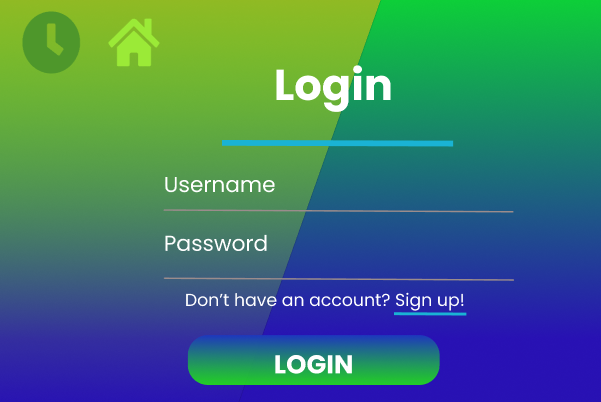 Login
Username
Password
Don’t have an account? Sign up!
LOGIN